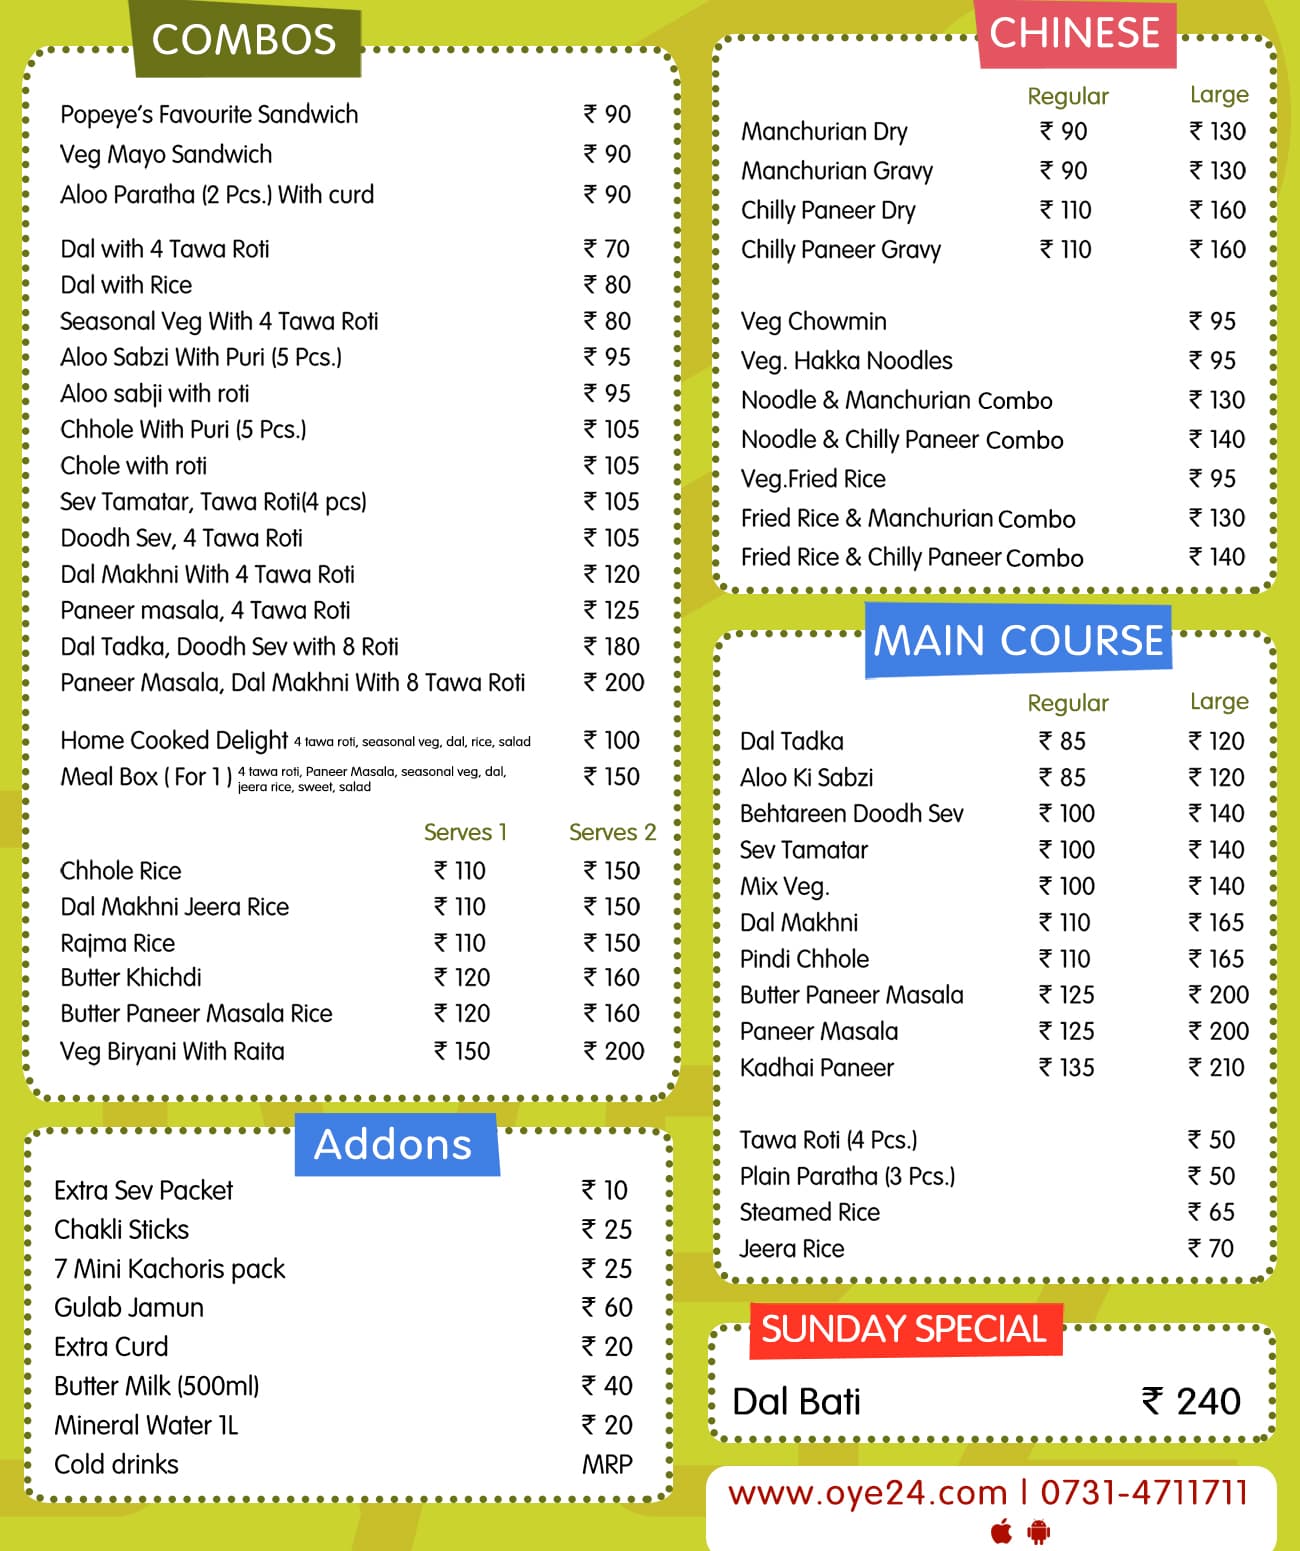 COMBOS
Popeye's Favourite Sandwich ₹ 90
Veg Mayo Sandwich ₹ 90
Aloo Paratha (2 Pcs.) With curd ₹ 90
Dal with 4 Tawa Roti ₹ 70
Dal with Rice ₹ 80
Seasonal Veg With 4 Tawa Roti ₹ 80
Aloo Sabzi With Puri (5 Pcs.) ₹ 95
Aloo sabji with roti ₹ 95
Chhole With Puri (5 Pcs.) ₹ 105
Chole with roti ₹ 105
Sev Tamatar, Tawa Roti(4 pcs) ₹ 105
Doodh Sev, 4 Tawa Roti ₹ 105
Dal Makhni With 4 Tawa Roti ₹ 120
Paneer masala, 4 Tawa Roti ₹ 125
Dal Tadka, Doodh Sev with 8 Roti ₹ 180
Paneer Masala, Dal Makhni With 8 Tawa Roti ₹ 200
Home Cooked Delight 4 tawa roti, seasonal veg, dal, rice, salad ₹ 100
Meal Box ( For 1 ) 4 tawa roti, Paneer Masala, seasonal veg, dal, ₹ 150
jeera rice, sweet, salad
Serves 1 Serves 2
Chhole Rice ₹ 110 ₹ 150
Dal Makhni Jeera Rice ₹ 110 ₹ 150
Rajma Rice ₹ 110 ₹ 150
Butter Khichdi ₹ 120 ₹ 160
Butter Paneer Masala Rice ₹ 120 ₹ 160
Veg Biryani With Raita ₹ 150 ₹ 200
Addons
Extra Sev Packet ₹ 10
Chakli Sticks ₹ 25
7 Mini Kachoris pack ₹ 25
Gulab Jamun ₹ 60
Extra Curd ₹ 20
Butter Milk (500ml) ₹ 40
Mineral Water 1L ₹ 20
Cold drinks MRP
CHINESE
Regular Large
Manchurian Dry ₹ 90 ₹ 130
Manchurian Gravy ₹ 90 ₹ 130
Chilly Paneer Dry ₹ 110 ₹ 160
Chilly Paneer Gravy ₹ 110 ₹ 160
Veg Chowmin ₹ 95
Veg. Hakka Noodles ₹ 95
Noodle & Manchurian Combo ₹ 130
Noodle & Chilly Paneer Combo ₹ 140
Veg.Fried Rice ₹ 95
Fried Rice & Manchurian Combo ₹ 130
Fried Rice & Chilly Paneer Combo ₹ 140
MAIN COURSE
Regular Large
Dal Tadka ₹ 85 ₹ 120
Aloo Ki Sabzi ₹ 85 ₹ 120
Behtareen Doodh Sev ₹ 100 ₹ 140
Sev Tamatar ₹ 100 ₹ 140
Mix Veg. ₹ 100 ₹ 140
Dal Makhni ₹ 110 ₹ 165
Pindi Chhole ₹ 110 ₹ 165
Butter Paneer Masala ₹ 125 ₹ 200
Paneer Masala ₹ 125 ₹ 200
Kadhai Paneer ₹ 135 ₹ 210
Tawa Roti (4 Pcs.) ₹ 50
Plain Paratha (3 Pcs.) ₹ 50
Steamed Rice ₹ 65
Jeera Rice ₹ 70
SUNDAY SPECIAL
Dal Bati ₹ 240
www.oye24.com | 0731-4711711